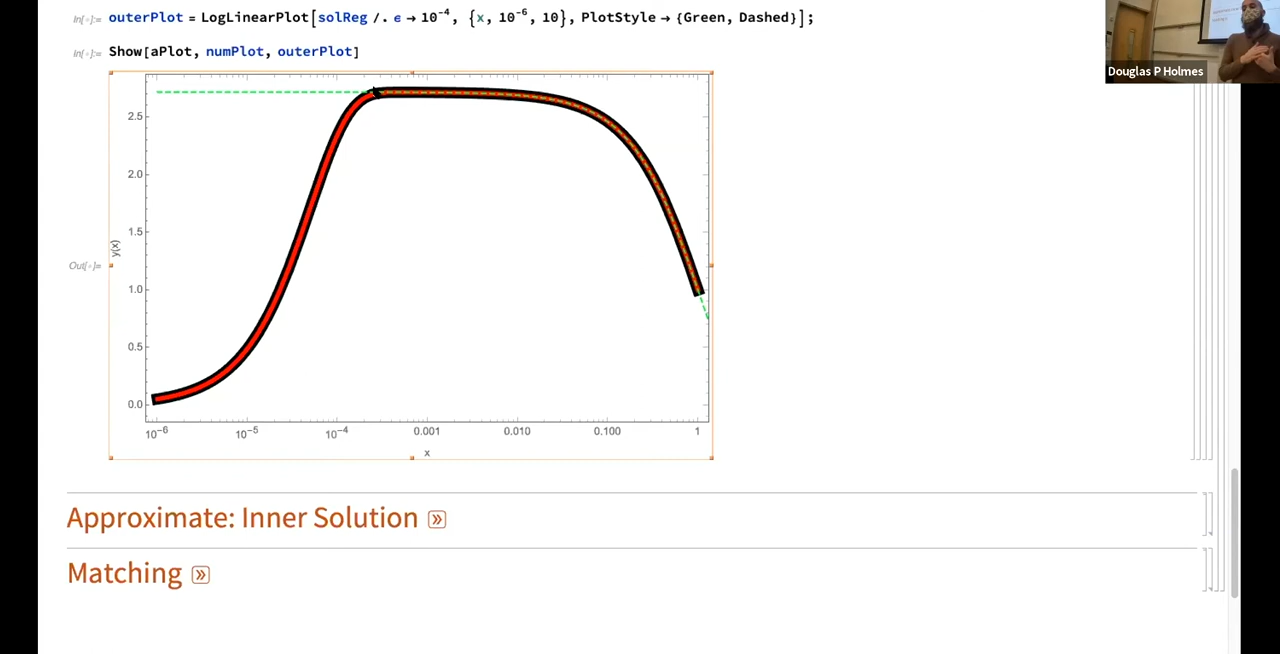 In[◦]:= outerPlot = LogLinearPlot[solReg /. ϵ → 10⁻⁴, {x, 10⁻⁶, 10}, PlotStyle → {Green, Dashed}];
Douglas P Holmes
In[◦]:= Show[aPlot, numPlot, outerPlot]
2.5
2.0
1.5
y(x)
Out[◦]=
1.0
0.5
0.0
10⁻⁶ 10⁻⁵ 10⁻⁴ 0.001 0.010 0.100 1
x
Approximate: Inner Solution
Matching